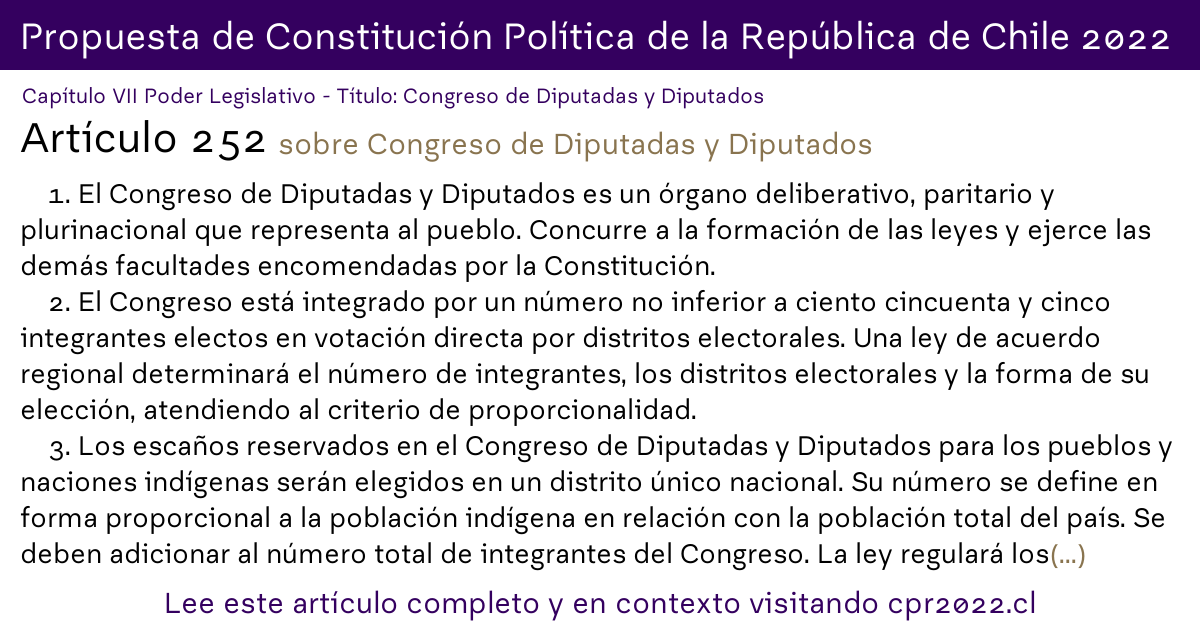 Propuesta de Constitución Política de la República de Chile 2022
Capítulo VII Poder Legislativo - Título: Congreso de Diputadas y Diputados
Artículo 252 sobre Congreso de Diputadas y Diputados
1. El Congreso de Diputadas y Diputados es un órgano deliberativo, paritario y
plurinacional que representa al pueblo. Concurre a la formación de las leyes y ejerce las
demás facultades encomendadas por la Constitución.
2. El Congreso está integrado por un número no inferior a ciento cincuenta y cinco
integrantes electos en votación directa por distritos electorales. Una ley de acuerdo
regional determinará el número de integrantes, los distritos electorales y la forma de su
elección, atendiendo al criterio de proporcionalidad.
3. Los escaños reservados en el Congreso de Diputadas y Diputados para los pueblos y
naciones indígenas serán elegidos en un distrito único nacional. Su número se define en
forma proporcional a la población indígena en relación con la población total del país. Se
deben adicionar al número total de integrantes del Congreso. La ley regulará los(...)
Lee este artículo completo y en contexto visitando cpr2022.cl